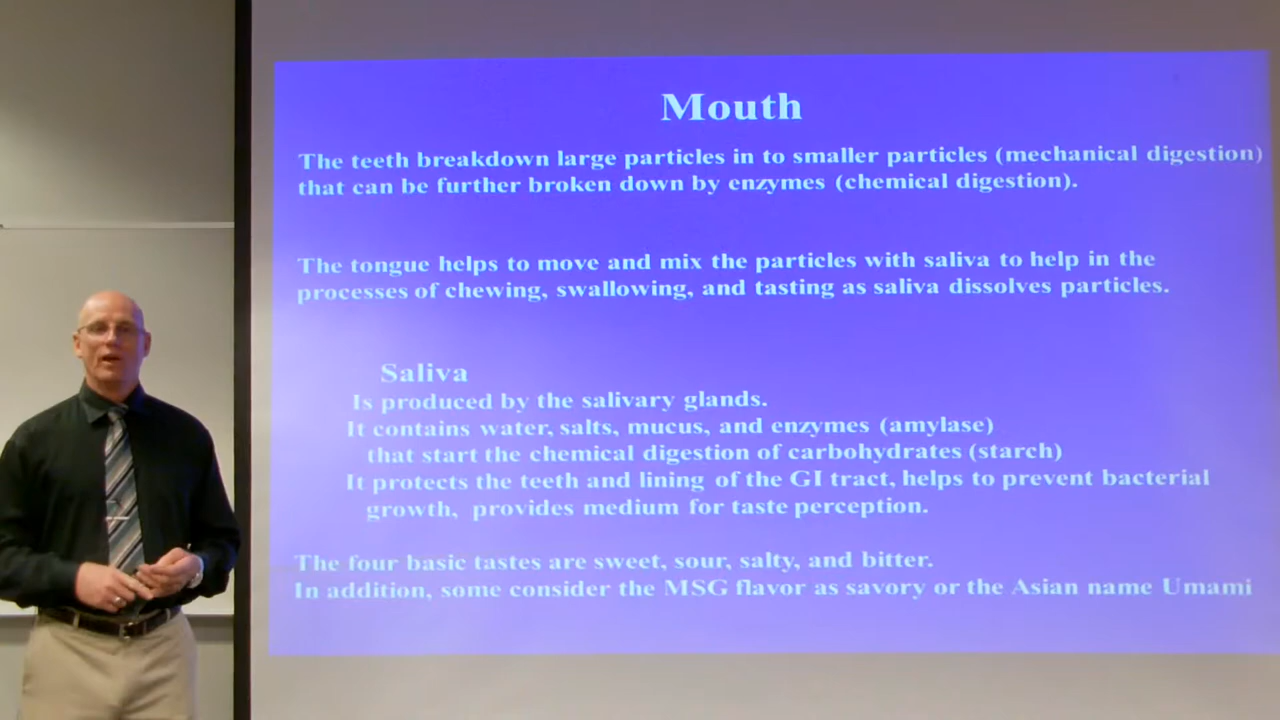 Mouth
The teeth breakdown large particles in to smaller particles (mechanical digestion)
that can be further broken down by enzymes (chemical digestion).
The tongue helps to move and mix the particles with saliva to help in the
processes of chewing, swallowing, and tasting as saliva dissolves particles.
Saliva
Is produced by the salivary glands.
It contains water, salts, mucus, and enzymes (amylase)
that start the chemical digestion of carbohydrates (starch)
It protects the teeth and lining of the GI tract, helps to prevent bacterial
growth, provides medium for taste perception.
The four basic tastes are sweet, sour, salty, and bitter.
In addition, some consider the MSG flavor as savory or the Asian name Umami